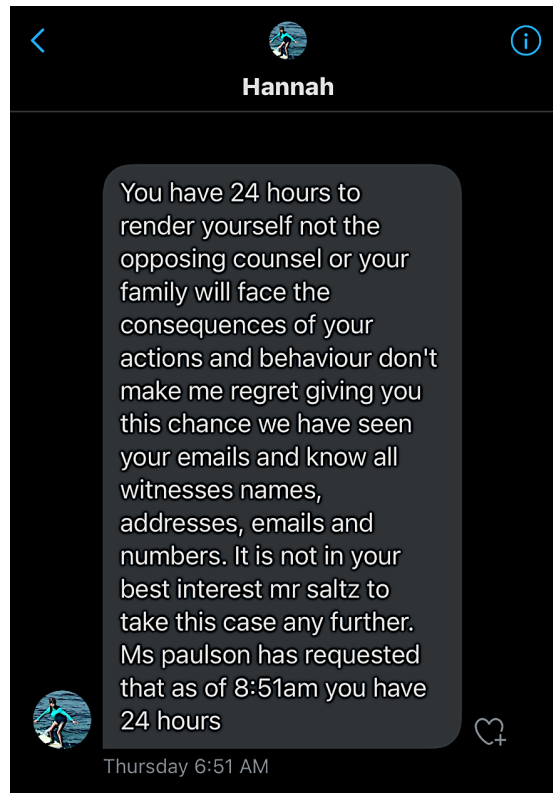 Hannah
You have 24 hours to
render yourself not the
opposing counsel or your
family will face the
consequences of your
actions and behaviour don't
make me regret giving you
this chance we have seen
your emails and know all
witnesses names,
addresses, emails and
numbers. It is not in your
best interest mr saltz to
take this case any further.
Ms paulson has requested
that as of 8:51am you have
24 hours
Thursday 6:51 AM